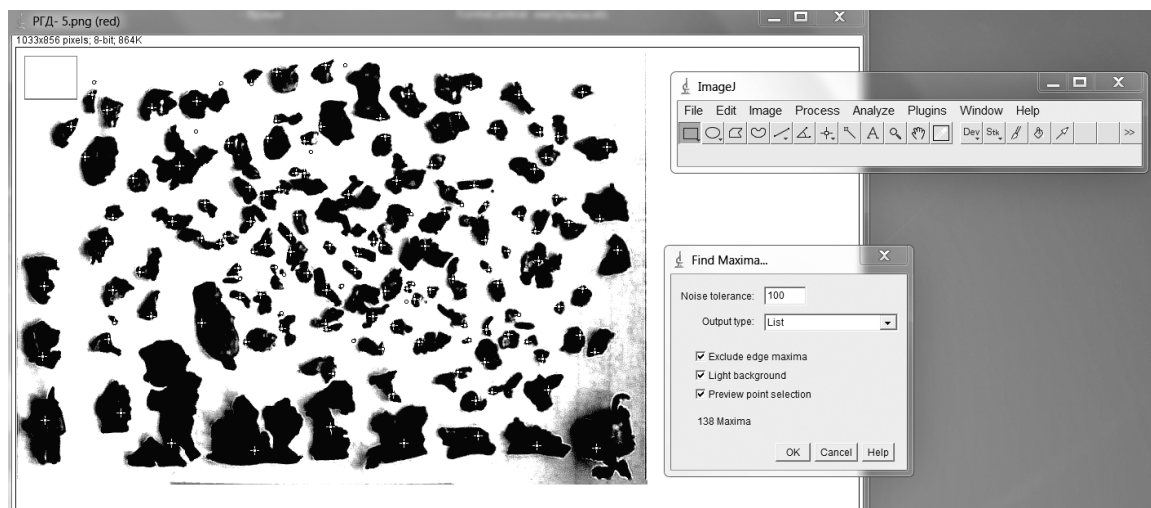 РГД- 5.png (red)
1033x856 pixels; 8-bit; 864K
ImageJ
File Edit Image Process Analyze Plugins Window Help
A Dev Stk >>
Find Maxima...
Noise tolerance: 100
Output type: List
Exclude edge maxima
Light background
Preview point selection
138 Maxima
OK Cancel Help